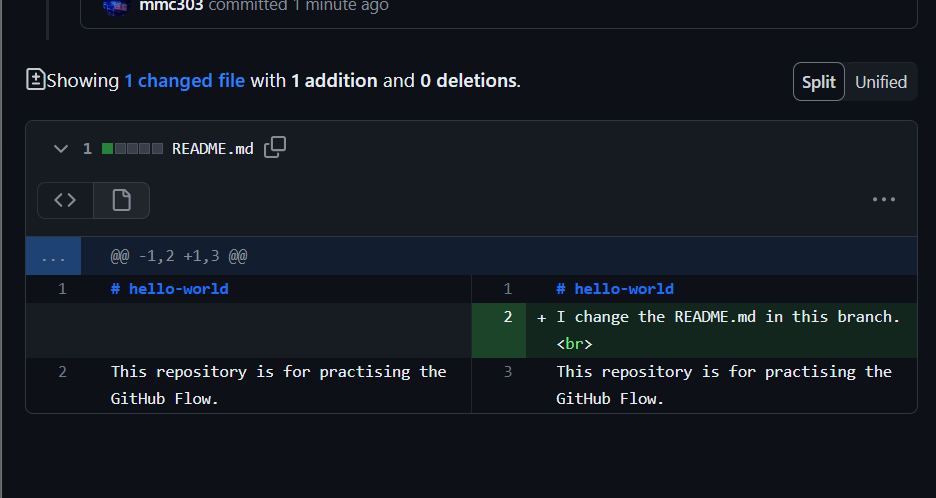 mmc303 committed 1 minute ago
Showing 1 changed file with 1 addition and 0 deletions.
Split Unified
1 README.md
...
@@ -1,2 +1,3 @@
1 # hello-world 1 # hello-world
2 + I change the README.md in this branch.
<br>
2 This repository is for practising the 3 This repository is for practising the
GitHub Flow. GitHub Flow.